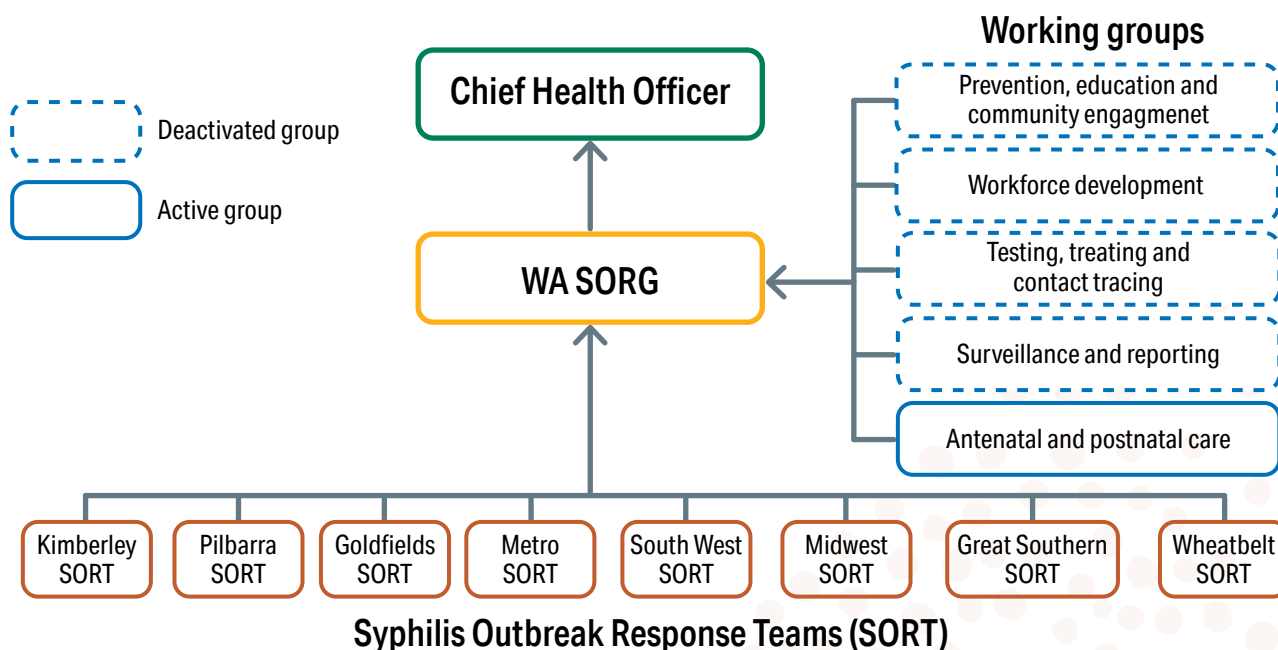 Working groups
Chief Health Officer
Deactivated group
Active group
WA SORG
Prevention, education and
community engagmenet
Workforce development
Testing, treating and
contact tracing
Surveillance and reporting
Antenatal and postnatal care
Kimberley
SORT
Pilbarra
SORT
Goldfields
SORT
Metro
SORT
South West
SORT
Midwest
SORT
Great Southern
SORT
Wheatbelt
SORT
Syphilis Outbreak Response Teams (SORT)